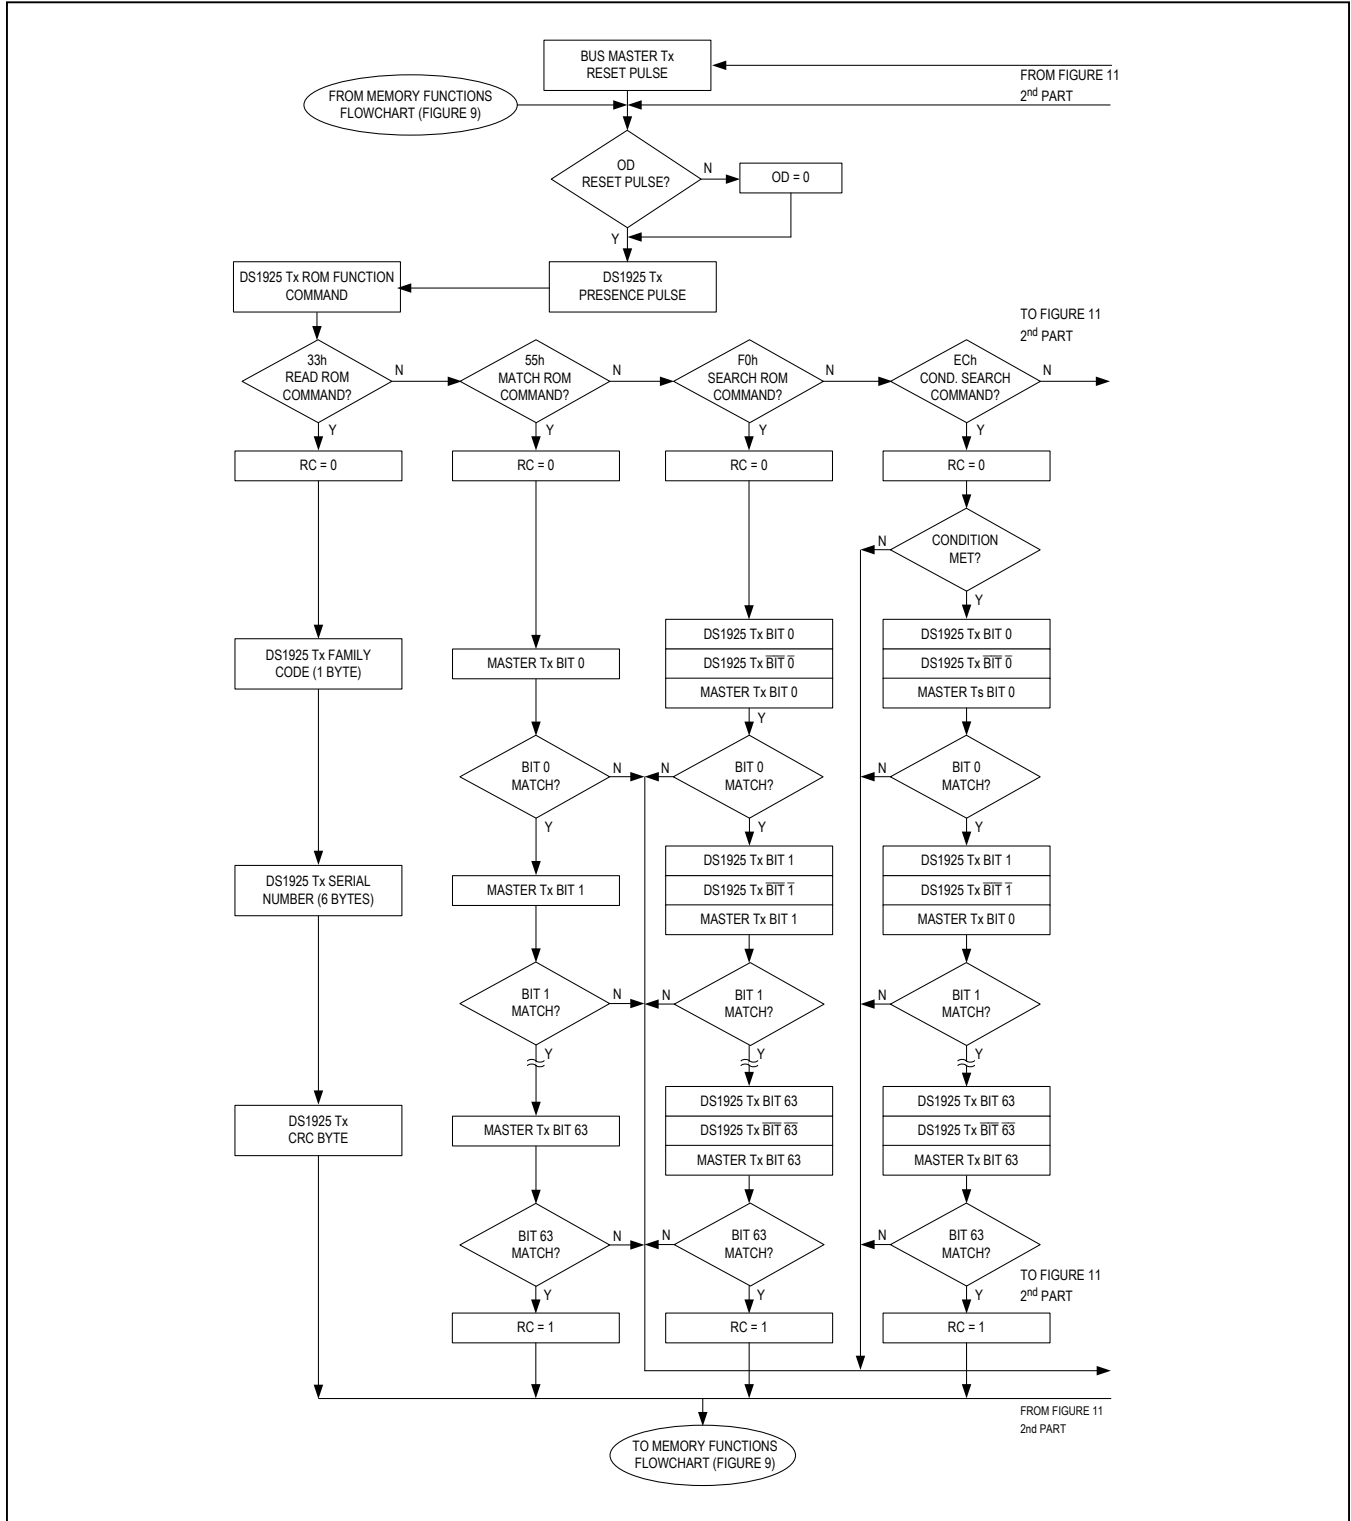 BUS MASTER Tx
RESET PULSE
FROM FIGURE 11
2nd PART
FROM MEMORY FUNCTIONS
FLOWCHART (FIGURE 9)
OD
RESET PULSE?
N
OD = 0
Y
DS1925 Tx ROM FUNCTION
COMMAND
DS1925 Tx
PRESENCE PULSE
TO FIGURE 11
2nd PART
33h
READ ROM
COMMAND?
N
55h
MATCH ROM
COMMAND?
N
F0h
SEARCH ROM
COMMAND?
N
ECh
COND. SEARCH
COMMAND?
N
Y
Y
Y
Y
RC = 0
RC = 0
RC = 0
RC = 0
N
CONDITION
MET?
Y
DS1925 Tx FAMILY
CODE (1 BYTE)
MASTER Tx BIT 0
DS1925 Tx BIT 0
DS1925 Tx B̅I̅T̅ 0̅
MASTER Tx BIT 0
Y
DS1925 Tx BIT 0
DS1925 Tx B̅I̅T̅ 0̅
MASTER Ts BIT 0
BIT 0
MATCH?
N
N
BIT 0
MATCH?
N
BIT 0
MATCH?
Y
Y
Y
DS1925 Tx SERIAL
NUMBER (6 BYTES)
MASTER Tx BIT 1
DS1925 Tx BIT 1
DS1925 Tx B̅I̅T̅ 1̅
MASTER Tx BIT 1
DS1925 Tx BIT 1
DS1925 Tx B̅I̅T̅ 1̅
MASTER Tx BIT 0
BIT 1
MATCH?
N
N
BIT 1
MATCH?
N
BIT 1
MATCH?
Y
Y
Y
DS1925 Tx
CRC BYTE
MASTER Tx BIT 63
DS1925 Tx BIT 63
DS1925 Tx B̅I̅T̅ 6̅3̅
MASTER Tx BIT 63
DS1925 Tx BIT 63
DS1925 Tx B̅I̅T̅ 6̅3̅
MASTER Tx BIT 63
BIT 63
MATCH?
N
N
BIT 63
MATCH?
N
BIT 63
MATCH?
TO FIGURE 11
2nd PART
Y
Y
Y
RC = 1
RC = 1
RC = 1
FROM FIGURE 11
2nd PART
TO MEMORY FUNCTIONS
FLOWCHART (FIGURE 9)